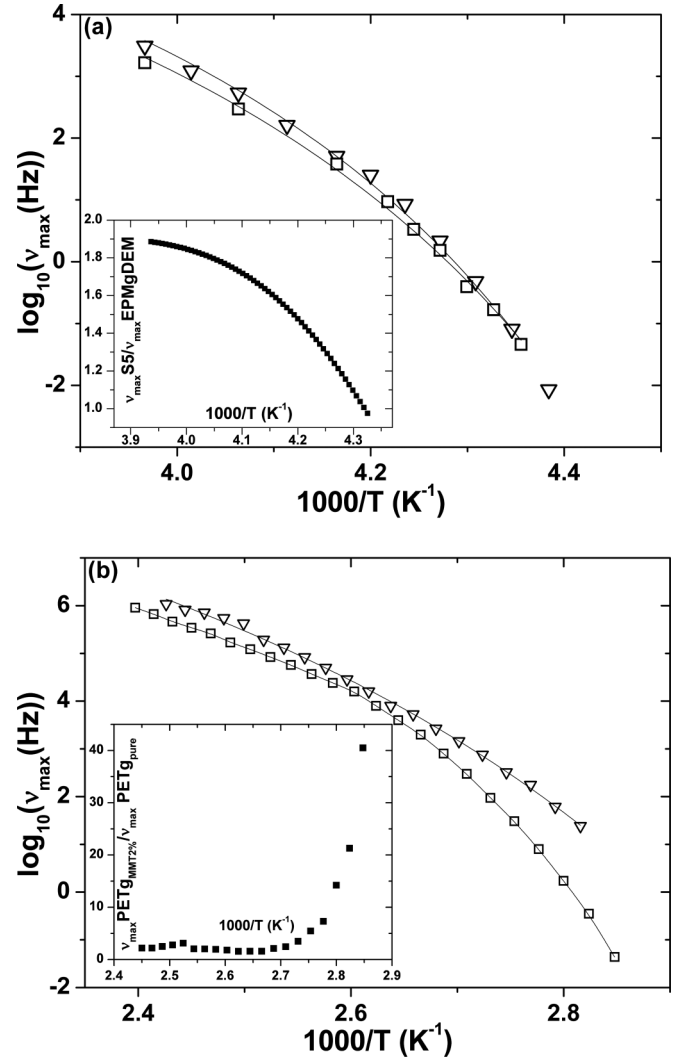 (a)
4
2
0
-2
log10(νmax(Hz))
4.0 4.2 4.4
1000/T (K-1)
2.0
1.8
1.6
1.4
1.2
1.0
νmaxS5/νmaxEPMgDEM
1000/T (K-1)
3.9 4.0 4.1 4.2 4.3
(b)
6
4
2
0
-2
log10(νmax(Hz))
2.4 2.6 2.8
1000/T (K-1)
40
30
20
10
0
νmaxPETgMMT2%/νmaxPETgpure
1000/T (K-1)
2.4 2.5 2.6 2.7 2.8 2.9